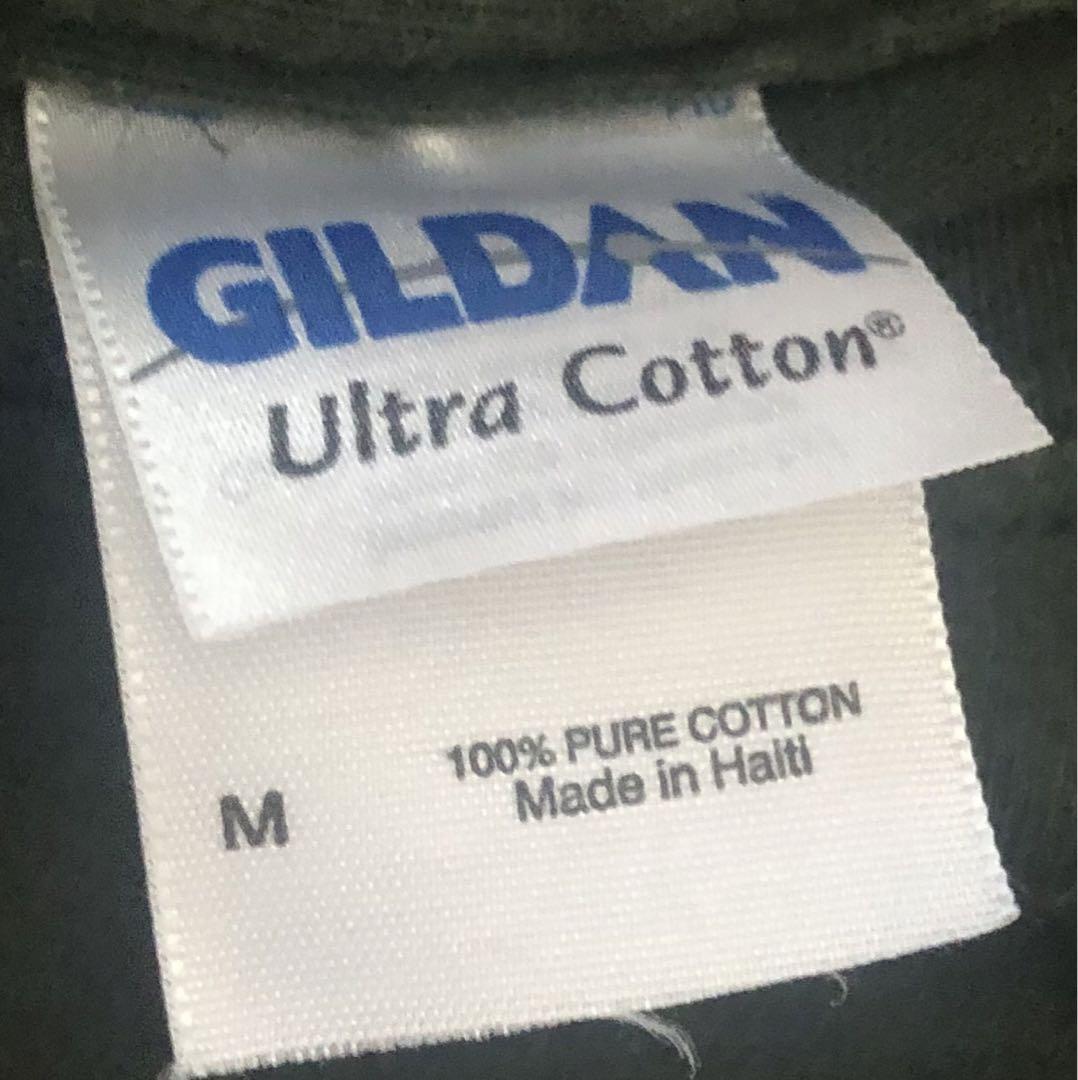 GILDAN
Ultra Cotton®
100% PURE COTTON
Made in Haiti
M